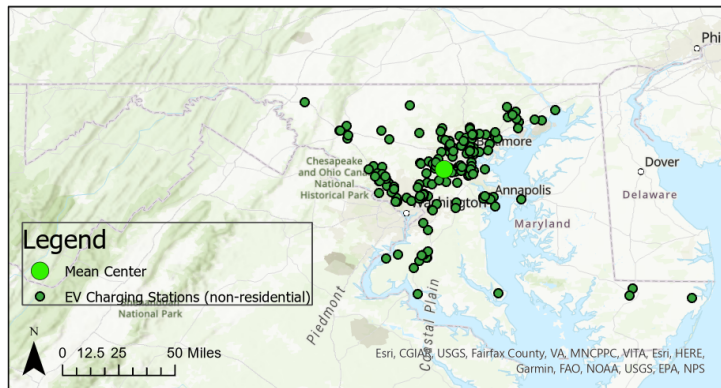 Phi
Chesapeake
and Ohio Cana
National
Historical Park
Dover
Annapolis
Washington
Delaware
Maryland
Legend
Mean Center
EV Charging Stations (non-residential)
National Park
Piedmont
Coastal Plain
N
0 12.5 25 50 Miles
Esri, CGIAR, USGS, Fairfax County, VA, MNCPPC, VITA, Esri, HERE,
Garmin, FAO, NOAA, USGS, EPA, NPS